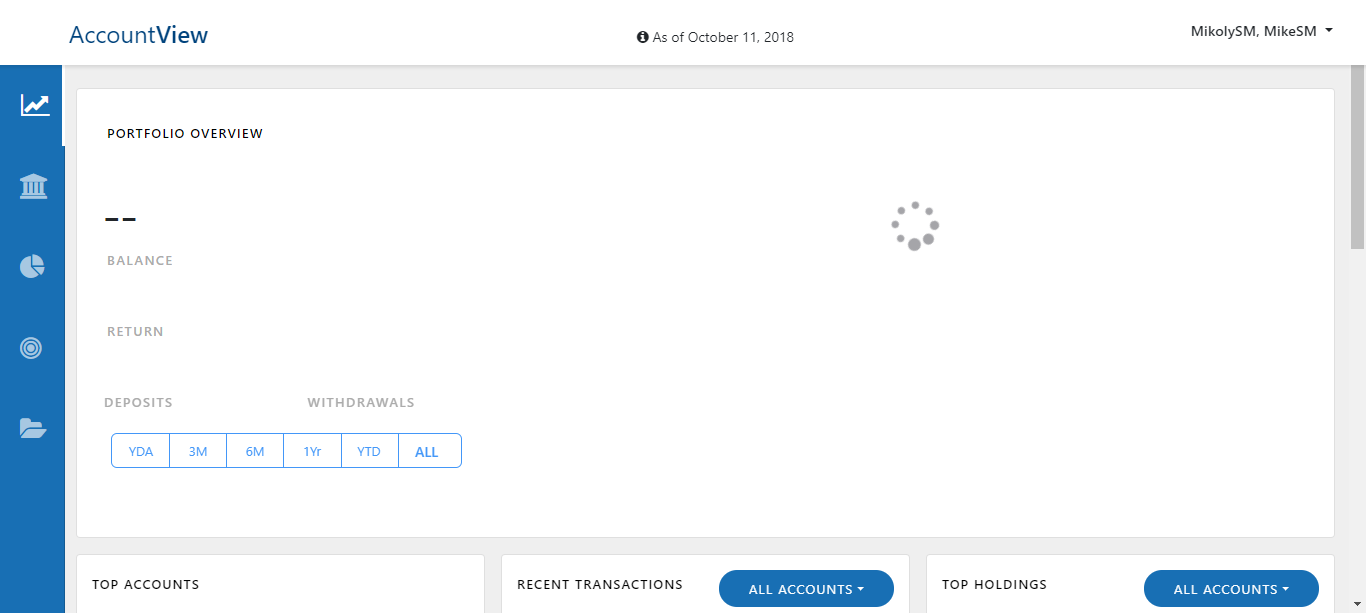 AccountView
As of October 11, 2018
MikolySM, MikeSM
PORTFOLIO OVERVIEW
--
BALANCE
RETURN
DEPOSITS WITHDRAWALS
YDA 3M 6M 1Yr YTD ALL
TOP ACCOUNTS
RECENT TRANSACTIONS ALL ACCOUNTS
TOP HOLDINGS ALL ACCOUNTS